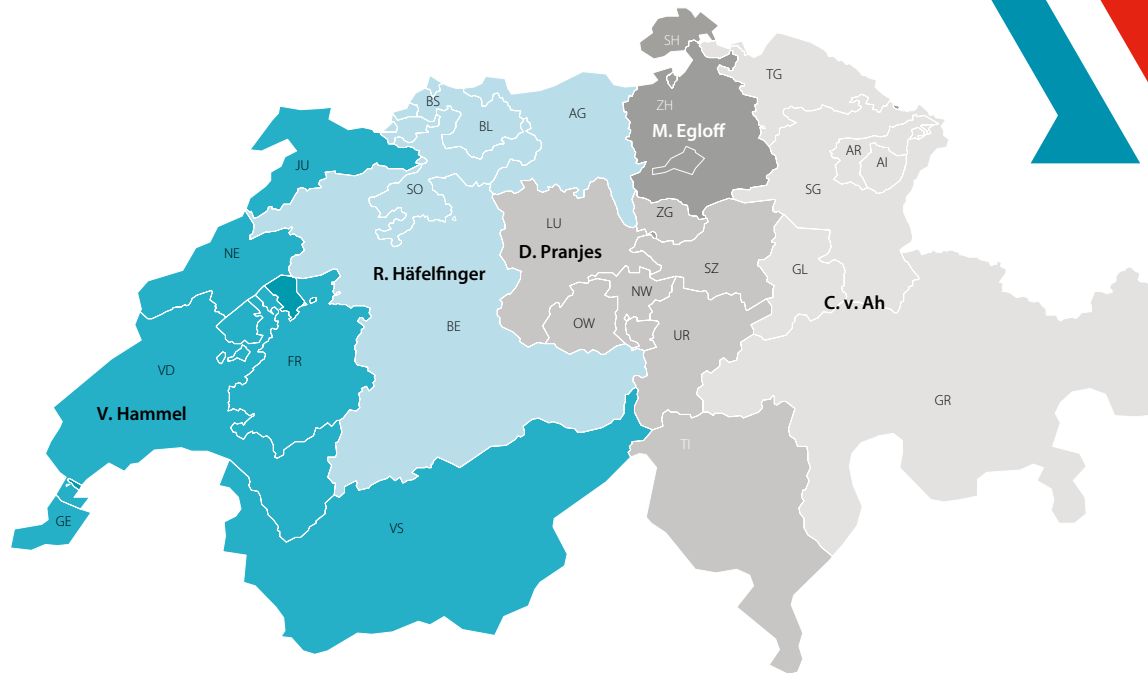 SH
TG
BS
AG
ZH
BL
M. Egloff
AR
AI
JU
SO
SG
ZG
LU
NE
D. Pranjes
R. Häfelfinger
SZ
GL
NW
C. v. Ah
OW
BE
UR
FR
VD
GR
V. Hammel
TI
GE
VS